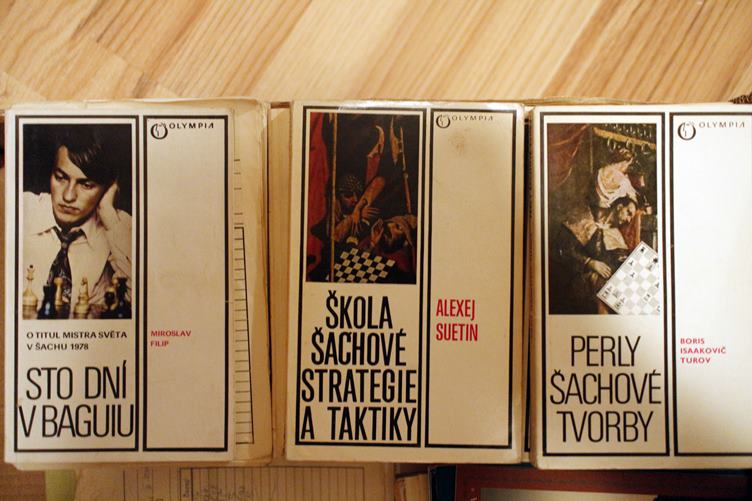 OLYMPIA
O TITUL MISTRA SVĚTA
V ŠACHU 1978
STO DNÍ
V BAGUIU
MIROSLAV
FILIP
OLYMPIA
ŠKOLA
ŠACHOVÉ
STRATEGIE
A TAKTIKY
ALEXEJ
SUETIN
OLYMPIA
PERLY
ŠACHOVÉ
TVORBY
BORIS
ISAAKOVIČ
TUROV